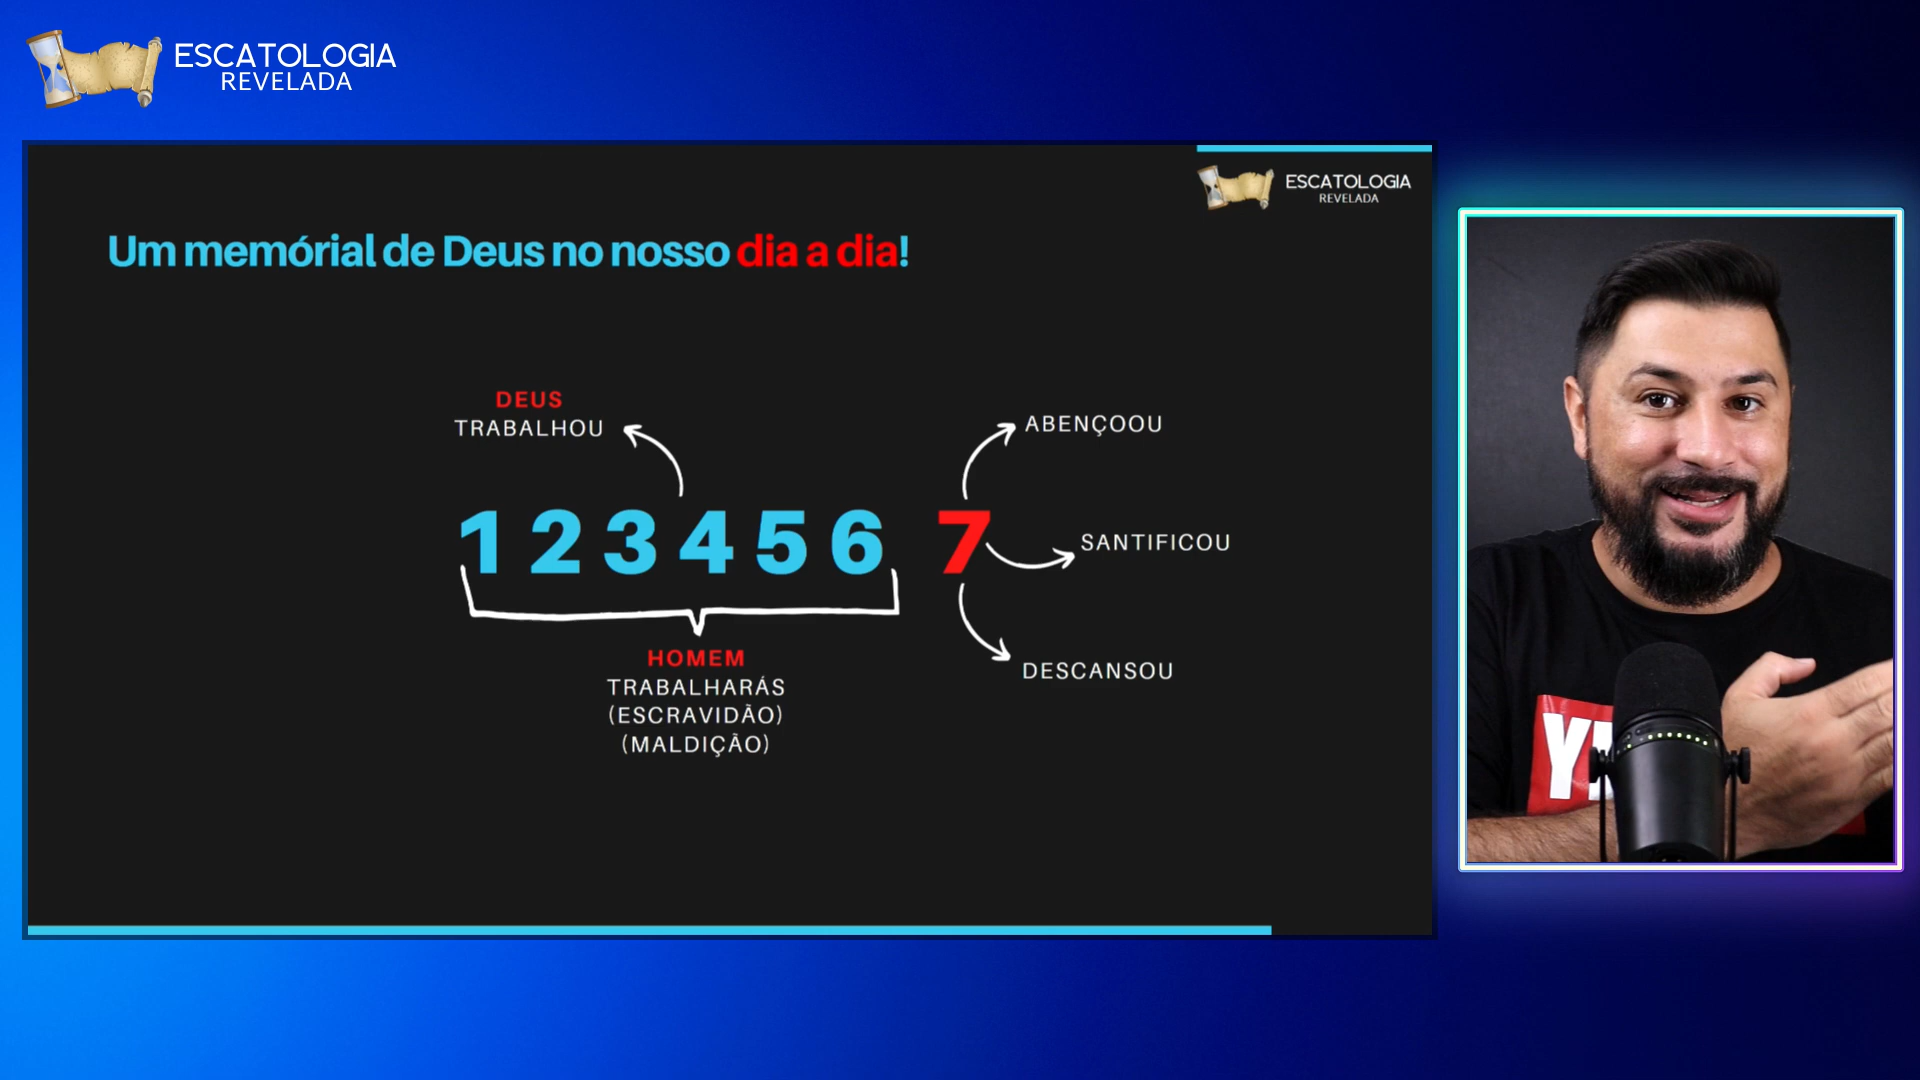 ESCATOLOGIA
REVELADA
ESCATOLOGIA
REVELADA
Um memórial de Deus no nosso dia a dia!
DEUS
TRABALHOU
ABENÇOOU
1 2 3 4 5 6 7
SANTIFICOU
HOMEM
TRABALHARÁS
(ESCRAVIDÃO)
(MALDIÇÃO)
DESCANSOU